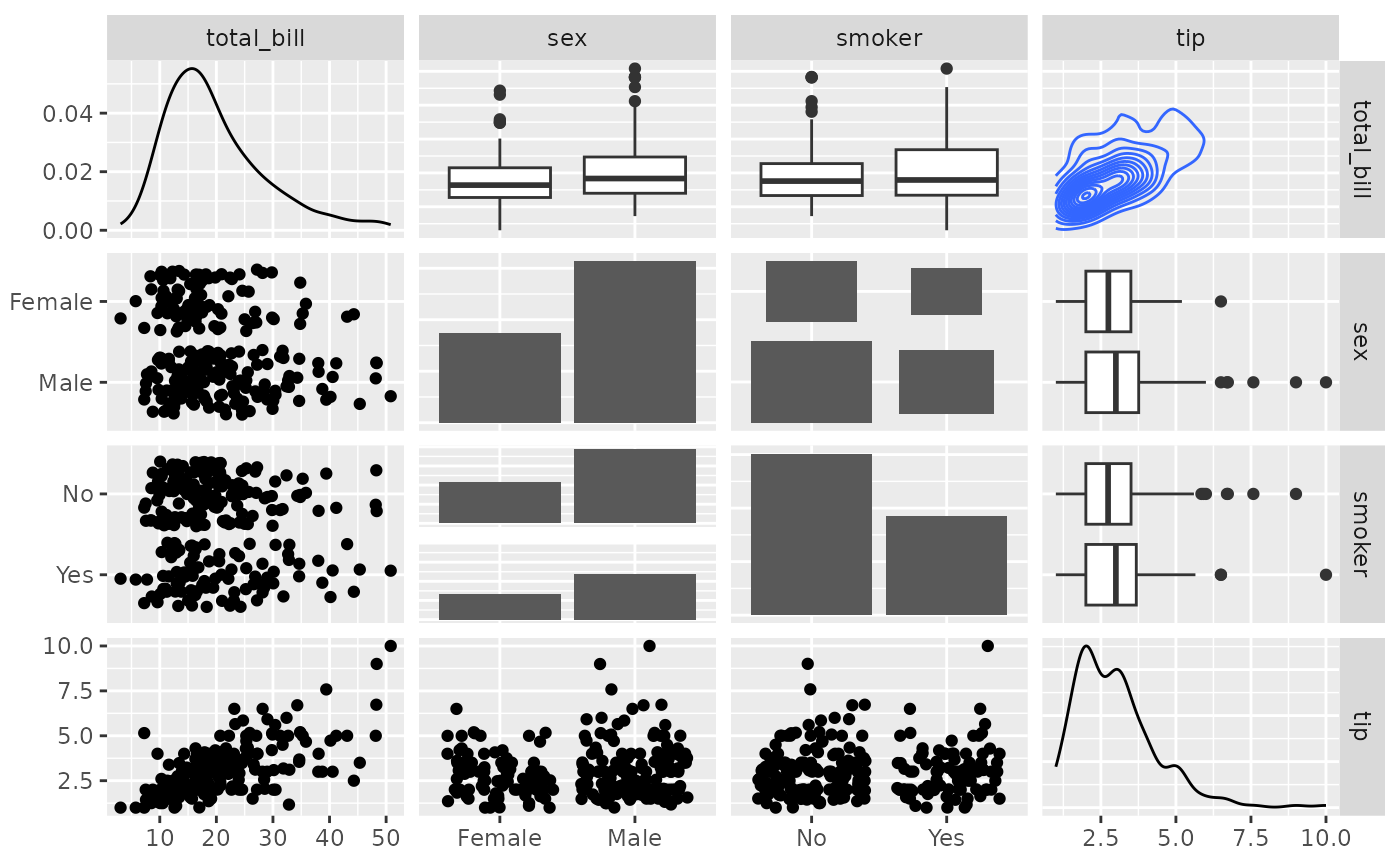 total_bill sex smoker tip
0.04
0.02
0.00
total_bill
Female
Male
sex
No
Yes
smoker
10.0
7.5
5.0
2.5
tip
10 20 30 40 50 Female Male No Yes 2.5 5.0 7.5 10.0